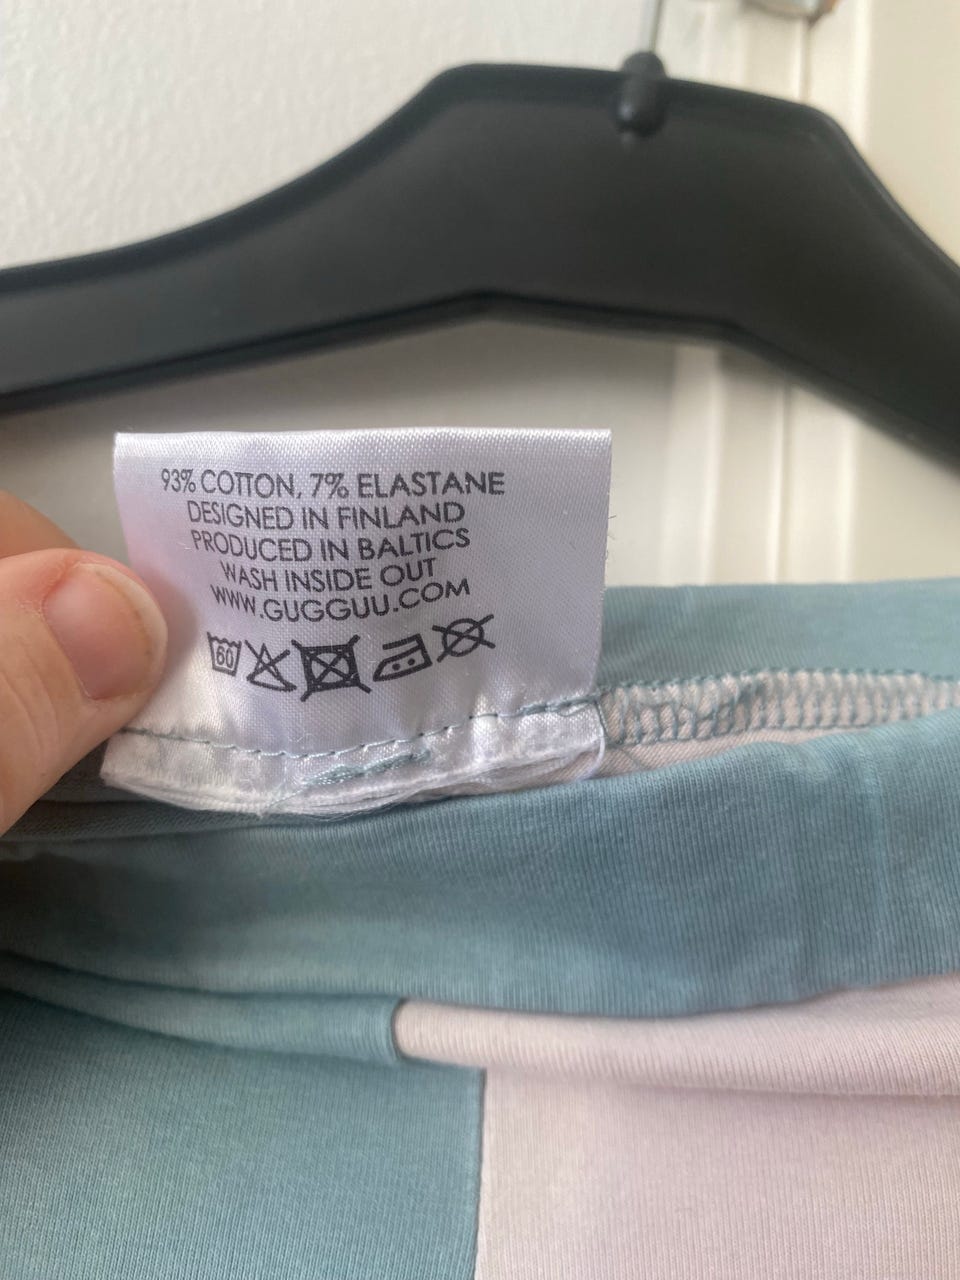 93% COTTON, 7% ELASTANE
DESIGNED IN FINLAND
PRODUCED IN BALTICS
WASH INSIDE OUT
WWW.GUGGUU.COM
60